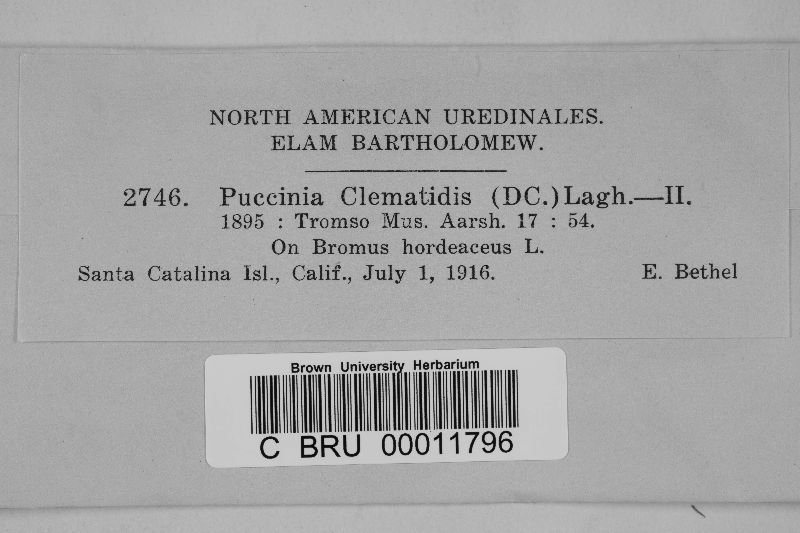 NORTH AMERICAN UREDINALES.
ELAM BARTHOLOMEW.
2746. Puccinia Clematidis (DC.) Lagh.—II.
1895 : Tromso Mus. Aarsh. 17 : 54.
On Bromus hordeaceus L.
Santa Catalina Isl., Calif., July 1, 1916. E. Bethel
Brown University Herbarium
C BRU 00011796